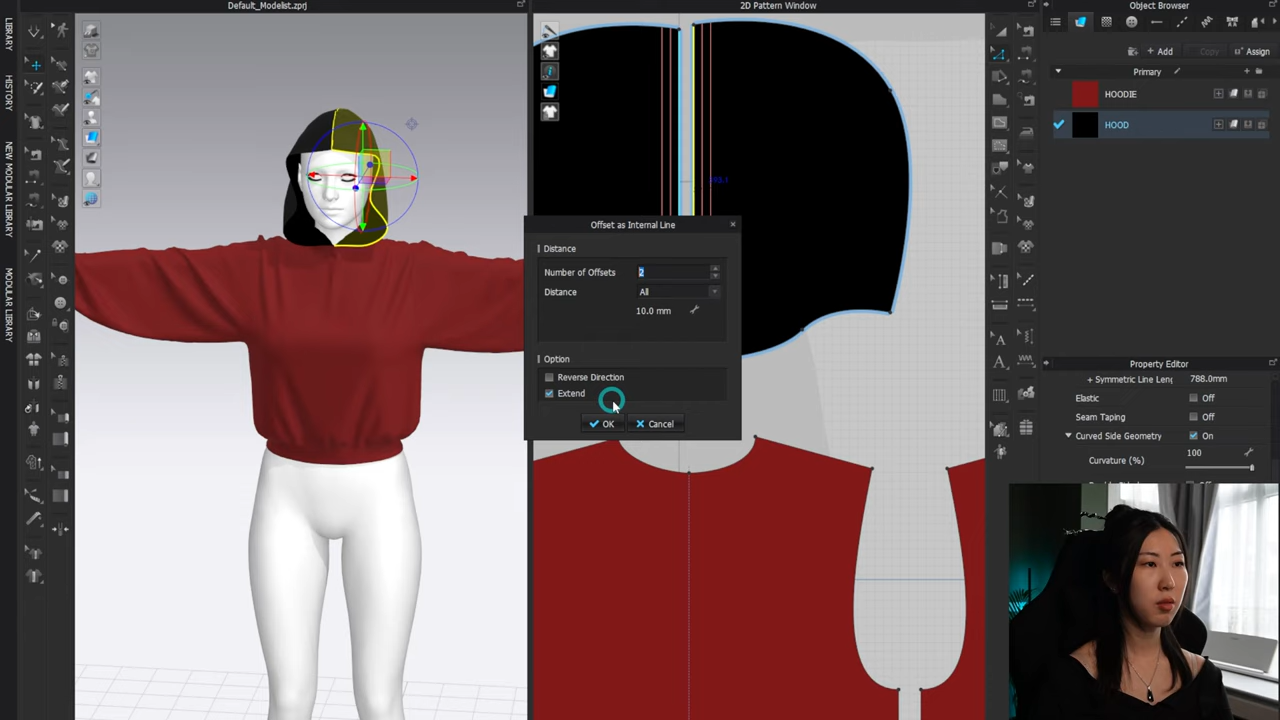 Default_Modelist.zprj
2D Pattern Window
Object Browser
LIBRARY
HISTORY
NEW MODULAR LIBRARY
MODULAR LIBRARY
Add
Copy
Assign
Primary
HOODIE
HOOD
Offset as Internal Line
Distance
Number of Offsets
2
Distance
All
10.0 mm
Option
Reverse Direction
Extend
OK
Cancel
Property Editor
+ Symmetric Line Leng
788.0mm
Elastic
Off
Seam Taping
Off
Curved Side Geometry
On
Curvature (%)
100